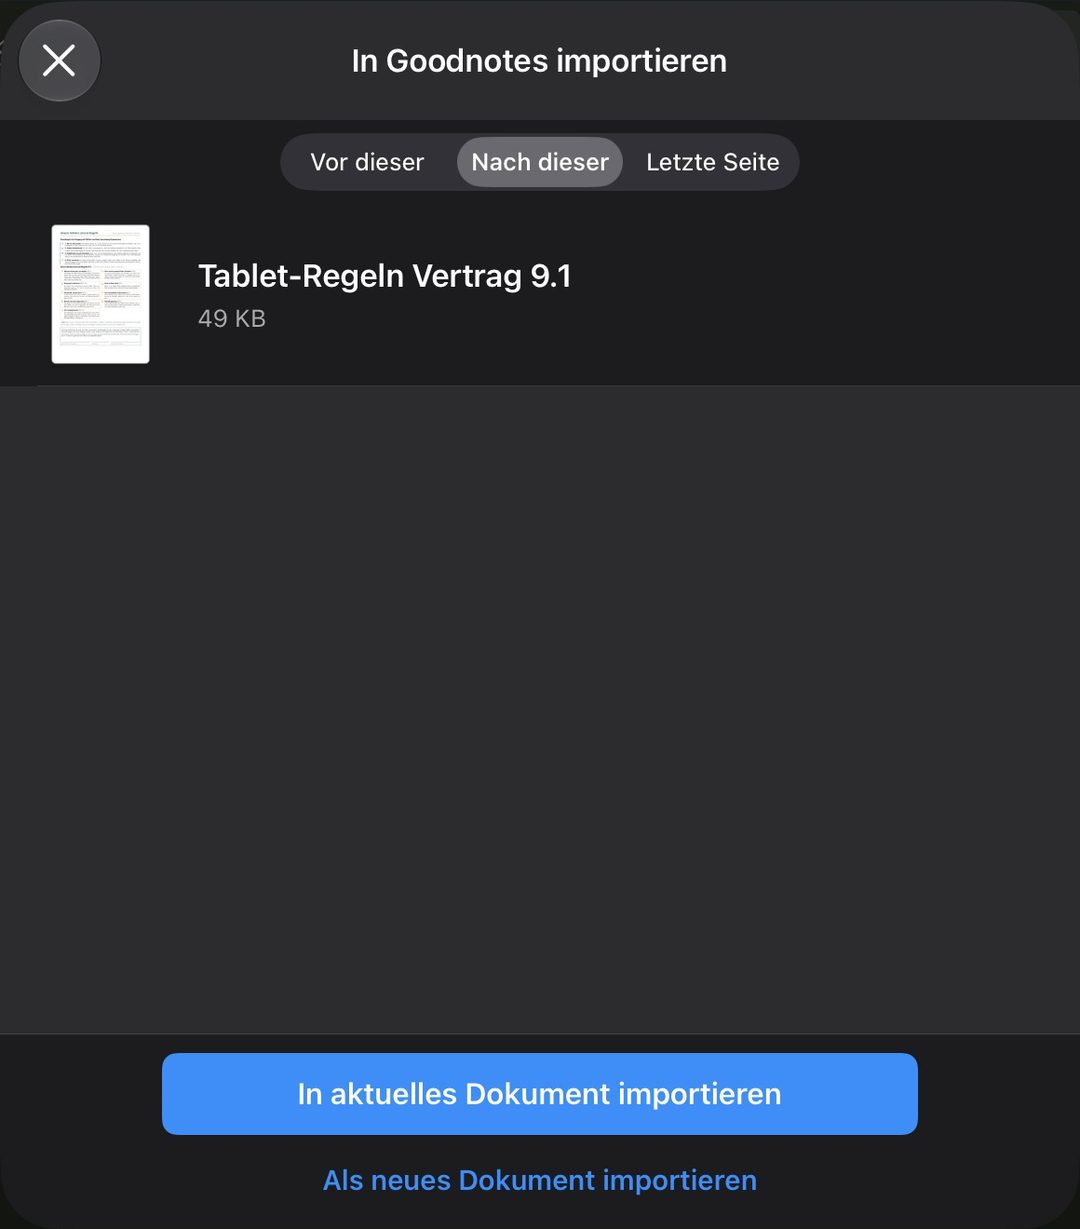 In Goodnotes importieren
Vor dieser Nach dieser Letzte Seite
Tablet-Regeln Vertrag 9.1
49 KB
In aktuelles Dokument importieren
Als neues Dokument importieren